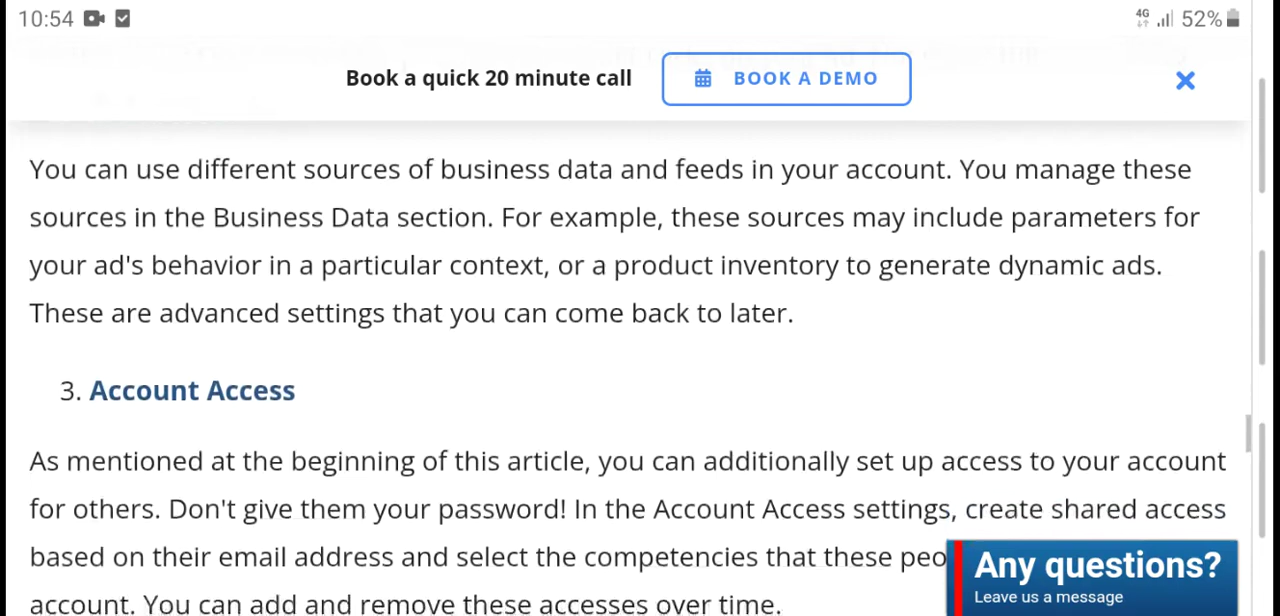 10:54
4G 52%
Book a quick 20 minute call BOOK A DEMO
You can use different sources of business data and feeds in your account. You manage these
sources in the Business Data section. For example, these sources may include parameters for
your ad's behavior in a particular context, or a product inventory to generate dynamic ads.
These are advanced settings that you can come back to later.
3. Account Access
As mentioned at the beginning of this article, you can additionally set up access to your account
for others. Don't give them your password! In the Account Access settings, create shared access
based on their email address and select the competencies that these peo
account. You can add and remove these accesses over time.
Any questions?
Leave us a message